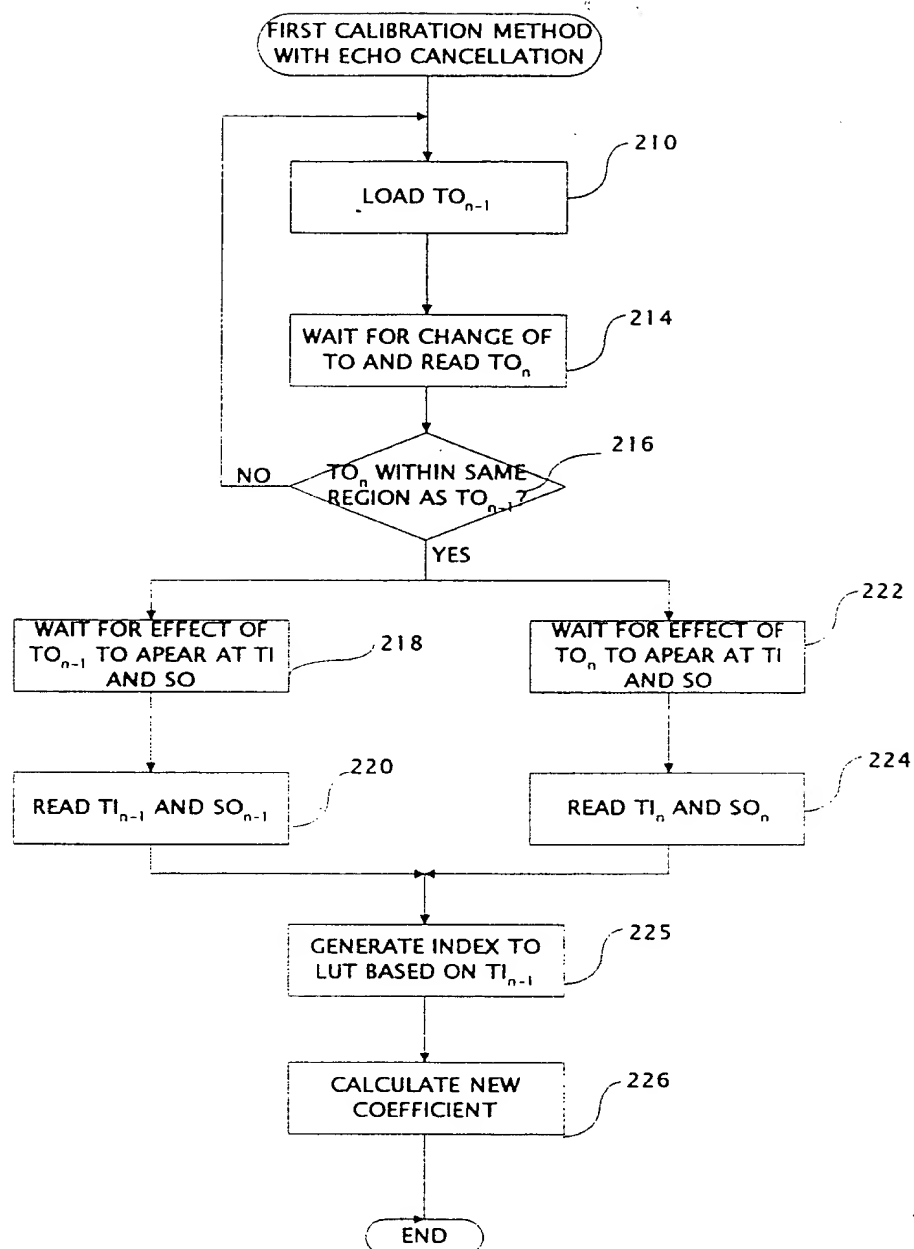 FIRST CALIBRATION METHOD
WITH ECHO CANCELLATION
210
LOAD TOₙ₋₁
214
WAIT FOR CHANGE OF
TO AND READ TOₙ
216
NO
TOₙ WITHIN SAME
REGION AS TOₙ₋₁?
YES
WAIT FOR EFFECT OF
TOₙ₋₁ TO APEAR AT TI
AND SO
218
222
WAIT FOR EFFECT OF
TOₙ TO APEAR AT TI
AND SO
220
READ TIₙ₋₁ AND SOₙ₋₁
224
READ TIₙ AND SOₙ
225
GENERATE INDEX TO
LUT BASED ON TIₙ₋₁
226
CALCULATE NEW
COEFFICIENT
END